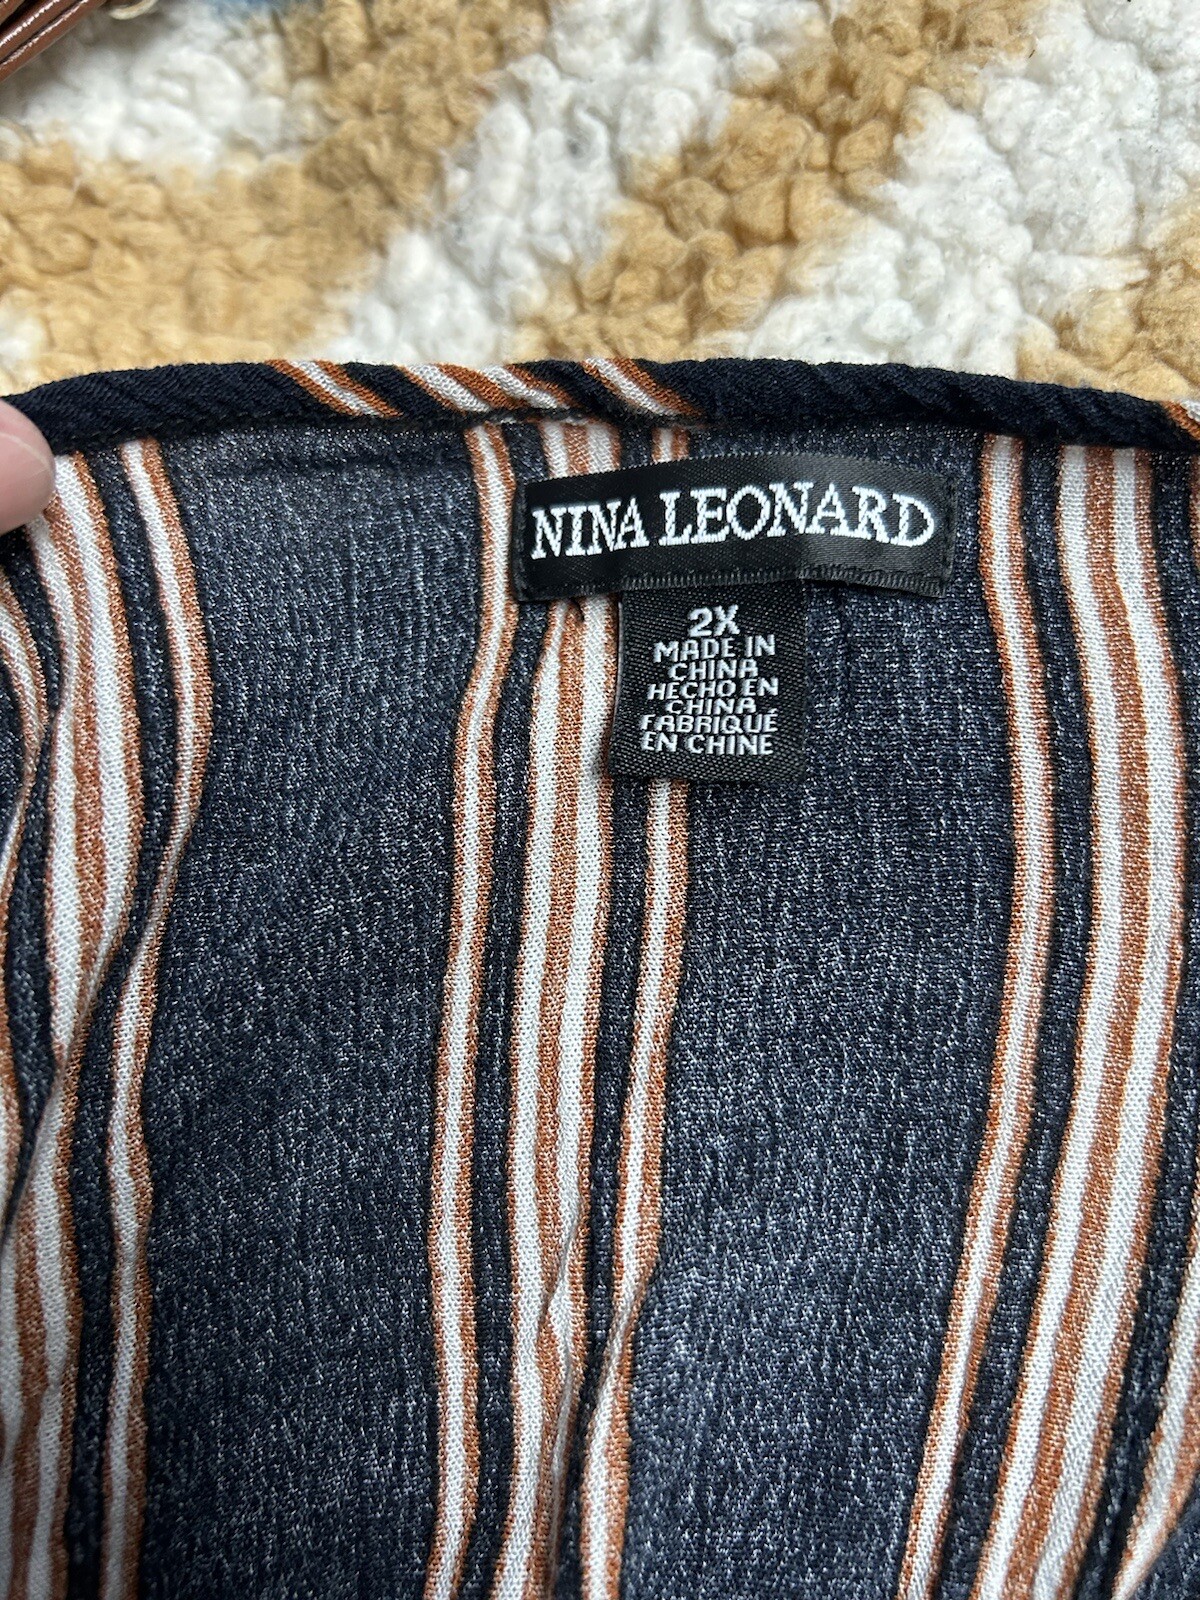 NINA LEONARD
2X
MADE IN
CHINA
HECHO EN
CHINA
FABRIQUÉ
EN CHINE